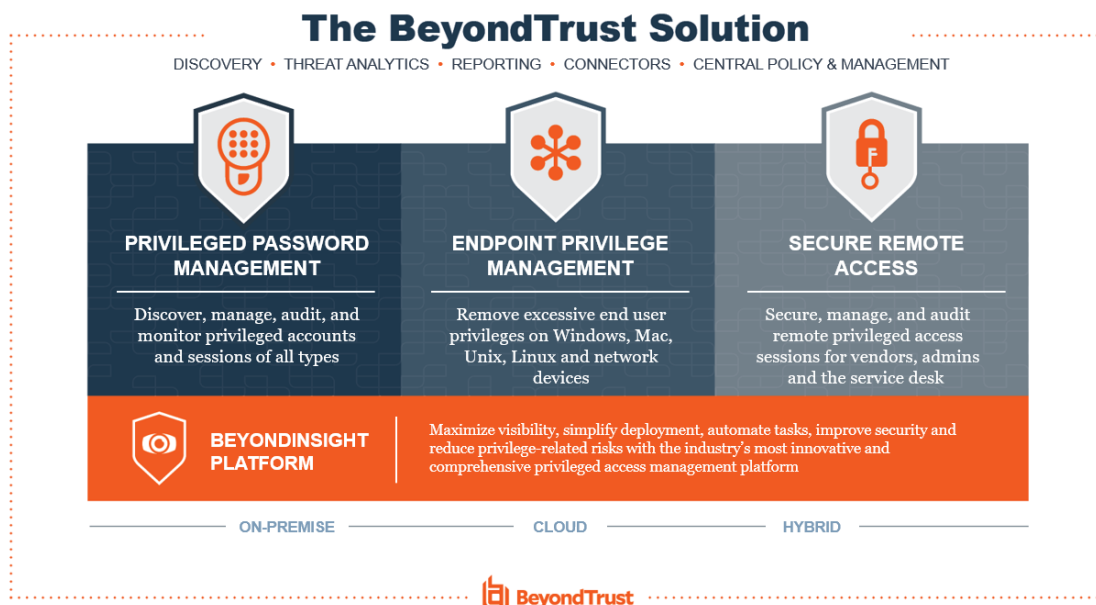 The BeyondTrust Solution
DISCOVERY • THREAT ANALYTICS • REPORTING • CONNECTORS • CENTRAL POLICY & MANAGEMENT
PRIVILEGED PASSWORD
MANAGEMENT
Discover, manage, audit, and
monitor privileged accounts
and sessions of all types
ENDPOINT PRIVILEGE
MANAGEMENT
Remove excessive end user
privileges on Windows, Mac,
Unix, Linux and network
devices
SECURE REMOTE
ACCESS
Secure, manage, and audit
remote privileged access
sessions for vendors, admins
and the service desk
BEYONDINSIGHT
PLATFORM
Maximize visibility, simplify deployment, automate tasks, improve security and
reduce privilege-related risks with the industry’s most innovative and
comprehensive privileged access management platform
ON-PREMISE CLOUD HYBRID
BeyondTrust